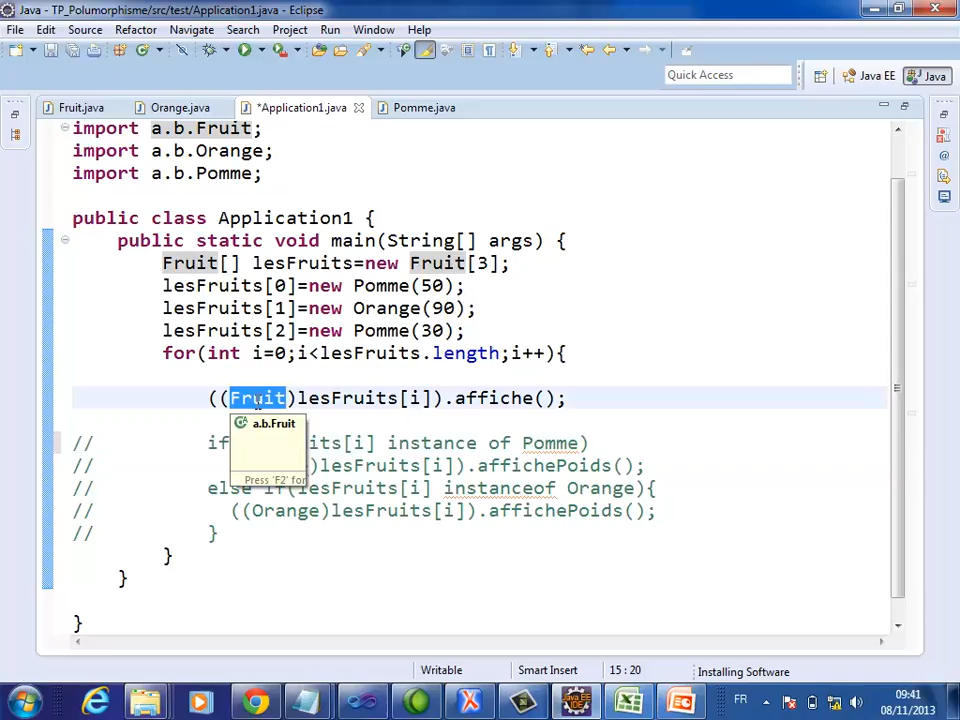 Java - TP_Polumorphisme/src/test/Application1.java - Eclipse
File Edit Source Refactor Navigate Search Project Run Window Help
Quick Access Java EE Java
Fruit.java Orange.java *Application1.java Pomme.java
import a.b.Fruit;
import a.b.Orange;
import a.b.Pomme;
public class Application1 {
public static void main(String[] args) {
Fruit[] lesFruits=new Fruit[3];
lesFruits[0]=new Pomme(50);
lesFruits[1]=new Orange(90);
lesFruits[2]=new Pomme(30);
for(int i=0;i<lesFruits.length;i++){
((Fruit)lesFruits[i]).affiche();
a.b.Fruit
Press 'F2' for
// if uits[i] instance of Pomme)
// )lesFruits[i]).affichePoids();
// else if(lesFruits[i] instanceof Orange){
// ((Orange)lesFruits[i]).affichePoids();
// }
}
}
}
Writable Smart Insert 15 : 20 Installing Software
FR 09:41
08/11/2013